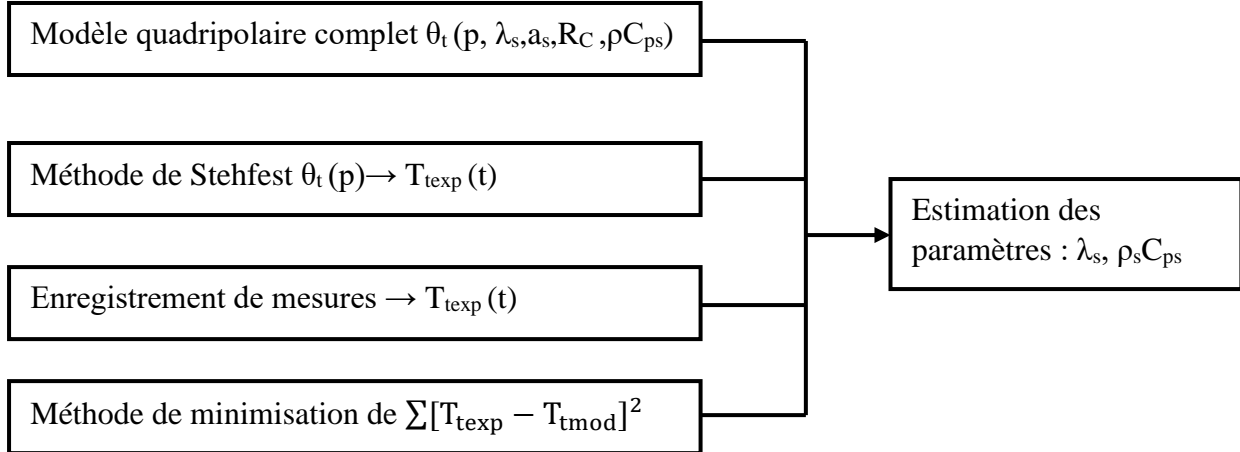 Modèle quadripolaire complet θₜ(p, λₛ,aₛ,R_C ,ρCₚₛ)
Méthode de Stehfest θₜ(p)→ Tₜₑₓₚ (t)
Enregistrement de mesures → Tₜₑₓₚ (t)
Méthode de minimisation de ∑[Tₜₑₓₚ − Tₜₘₒd]²
Estimation des
paramètres : λₛ, ρₛCₚₛ